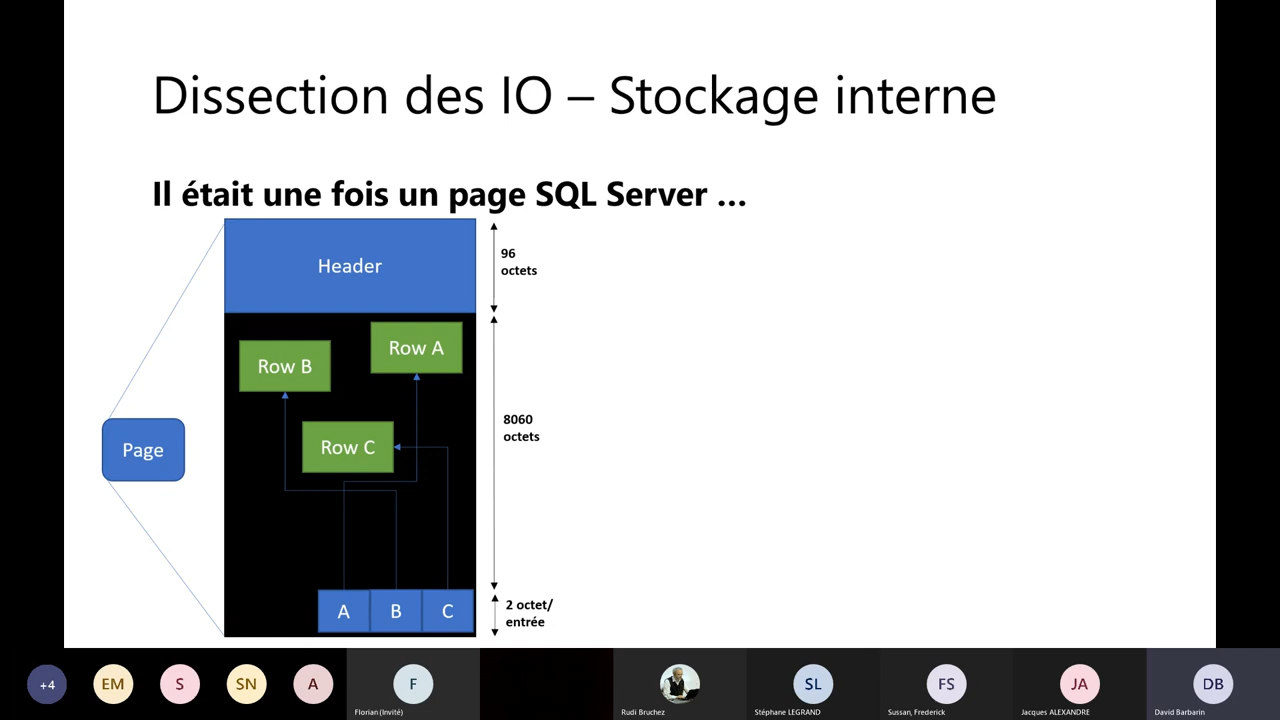 Dissection des IO – Stockage interne
Il était une fois un page SQL Server ...
Header
96
octets
Row A
Row B
8060
octets
Row C
Page
A
B
C
2 octet/
entrée
+4
EM
S
SN
A
F
SL
FS
JA
DB
Florian (Invité)
Rudi Bruchez
Stéphane LEGRAND
Sussan, Frederick
Jacques ALEXANDRE
David Barbarin